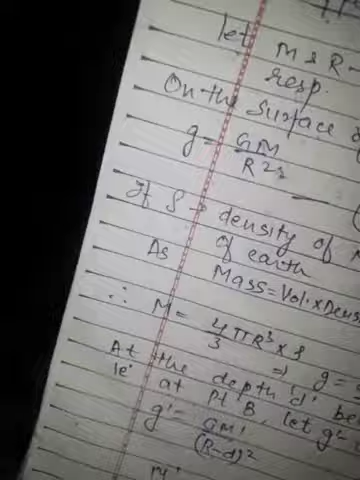 let M & R -
resp.
On the surface
g = GM
R²
If ρ → density of
of earth
As Mass = Vol. x Dens
∴ M = 4/3 πR³ x ρ
⇒ g =
At the depth 'd' be
ie. at pt B, let g' =
g' = GM'
(R-d)²
M'